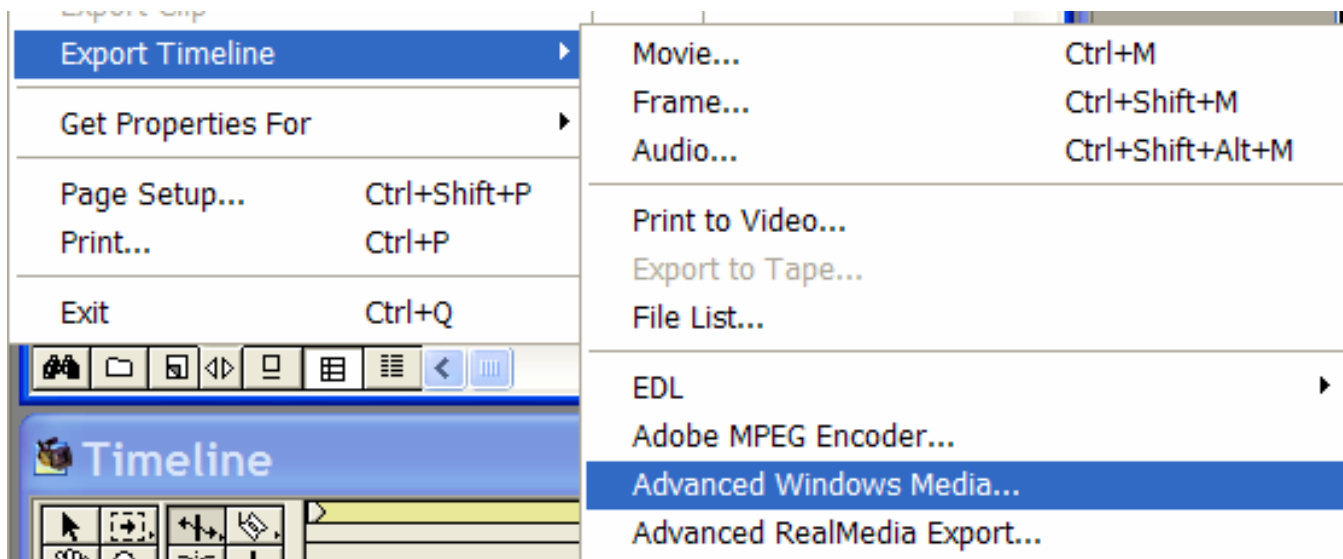 Export Clip
Export Timeline
Get Properties For
Page Setup... Ctrl+Shift+P
Print... Ctrl+P
Exit Ctrl+Q
Movie... Ctrl+M
Frame... Ctrl+Shift+M
Audio... Ctrl+Shift+Alt+M
Print to Video...
Export to Tape...
File List...
EDL
Adobe MPEG Encoder...
Advanced Windows Media...
Advanced RealMedia Export...
Timeline